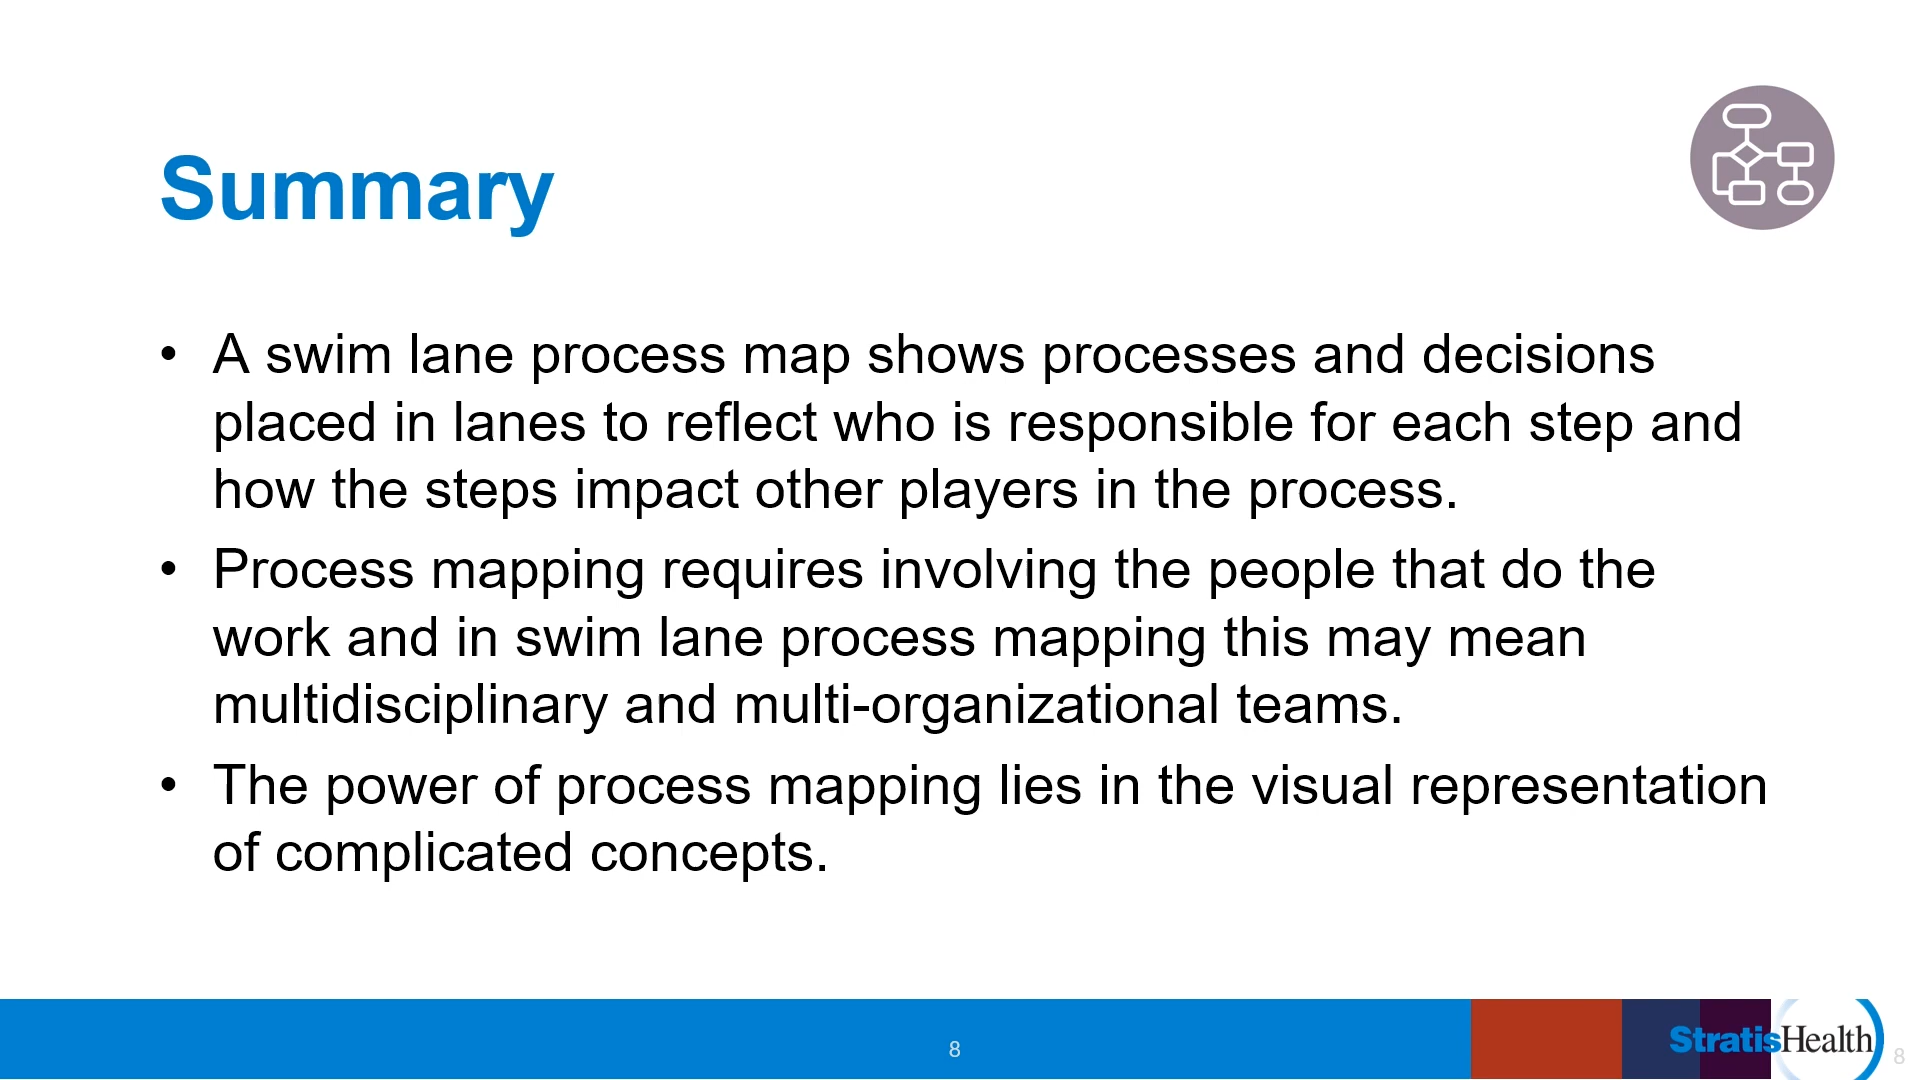 Summary
• A swim lane process map shows processes and decisions
placed in lanes to reflect who is responsible for each step and
how the steps impact other players in the process.
• Process mapping requires involving the people that do the
work and in swim lane process mapping this may mean
multidisciplinary and multi-organizational teams.
• The power of process mapping lies in the visual representation
of complicated concepts.
8
StratisHealth
8